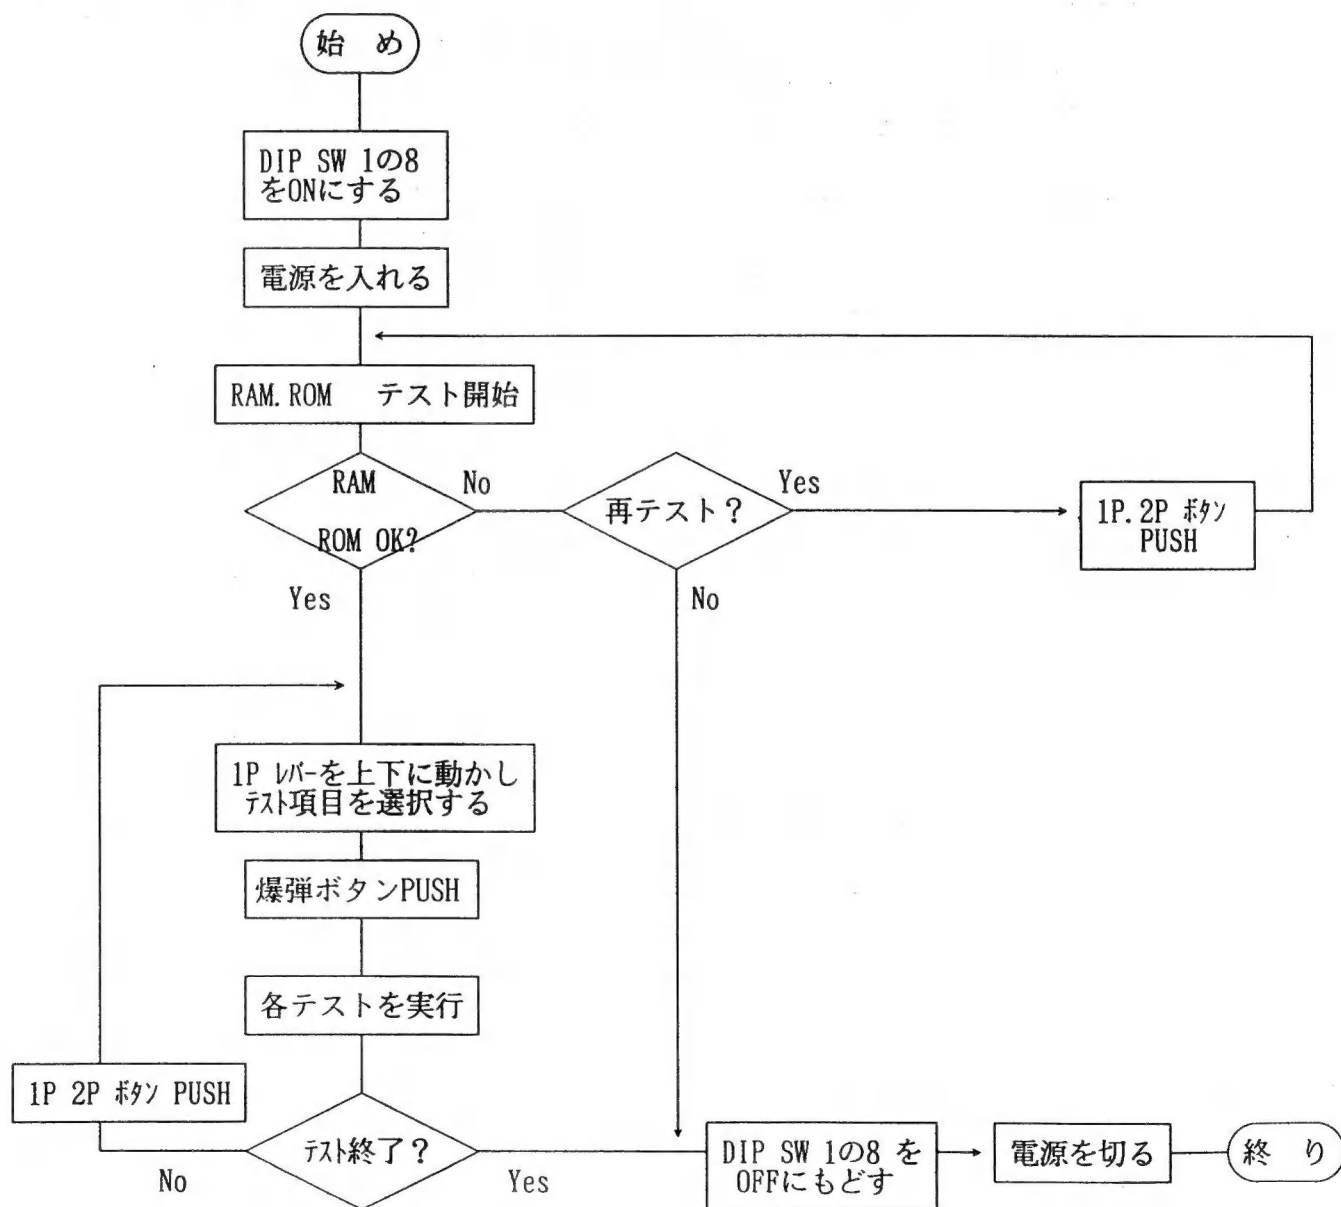 始 め
DIP SW 1の8
をONにする
電源を入れる
RAM.ROM テスト開始
RAM
ROM OK?
No
Yes
再テスト？
Yes
No
1P.2P ボタン
PUSH
1P レバーを上下に動かし
テスト項目を選択する
爆弾ボタンPUSH
各テストを実行
1P 2P ボタン PUSH
テスト終了？
No
Yes
DIP SW 1の8 を
OFFにもどす
電源を切る
終 り